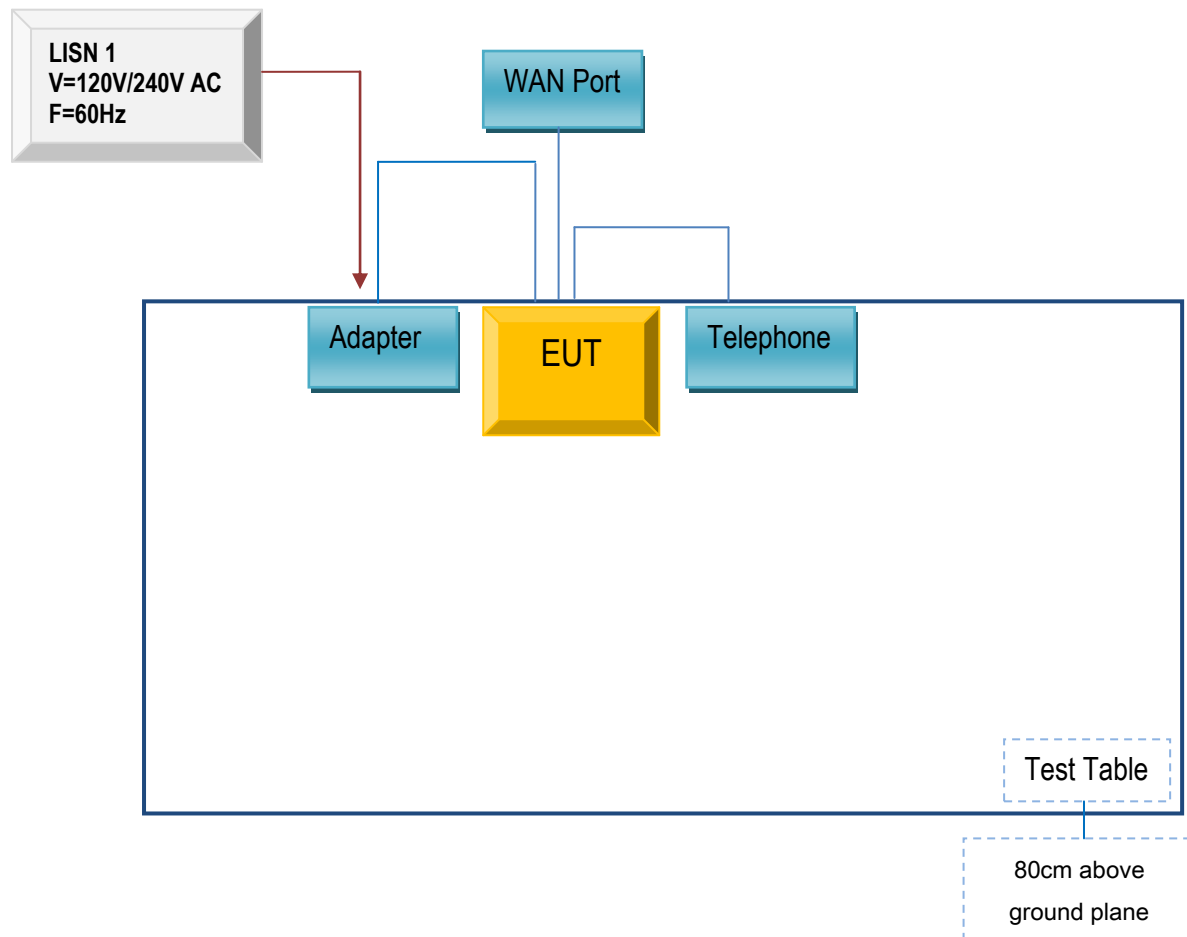 LISN 1
V=120V/240V AC
F=60Hz
WAN Port
Adapter
EUT
Telephone
Test Table
80cm above
ground plane